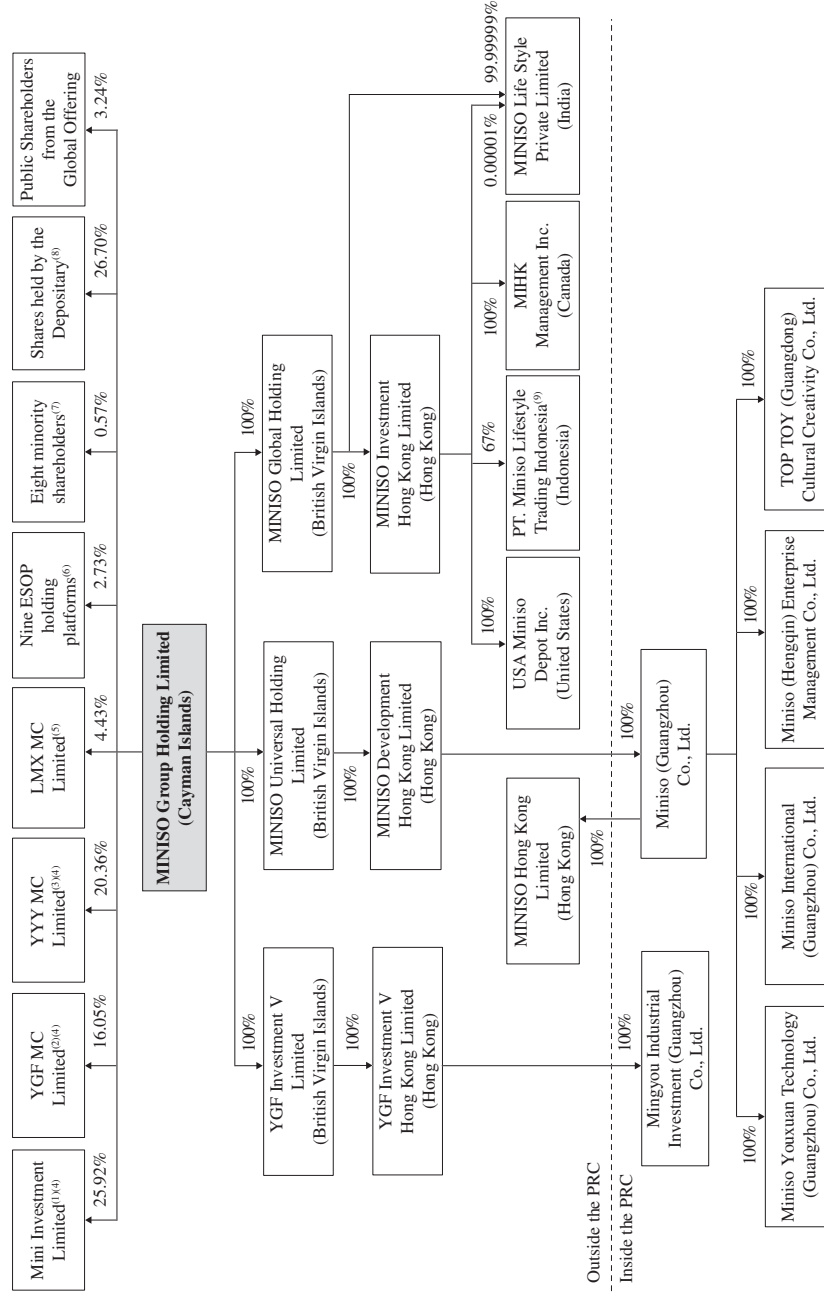 Mini Investment
Limited(1)(4)
YGF MC
Limited(2)(4)
YYY MC
Limited(3)(4)
LMX MC
Limited(5)
Nine ESOP
holding
platforms(6)
Eight minority
shareholders(7)
Shares held by the
Depositary(8)
Public Shareholders
from the
Global Offering
25.92%
16.05%
20.36%
4.43%
2.73%
0.57%
26.70%
3.24%
MINISO Group Holding Limited
(Cayman Islands)
100%
100%
100%
YGF Investment V
Limited
(British Virgin Islands)
MINISO Universal Holding
Limited
(British Virgin Islands)
MINISO Global Holding
Limited
(British Virgin Islands)
100%
100%
100%
YGF Investment V
Hong Kong Limited
(Hong Kong)
MINISO Development
Hong Kong Limited
(Hong Kong)
MINISO Investment
Hong Kong Limited
(Hong Kong)
100%
67%
100%
0.00001%
99.99999%
USA Miniso
Depot Inc.
(United States)
PT. Miniso Lifestyle
Trading Indonesia(9)
(Indonesia)
MIHK
Management Inc.
(Canada)
MINISO Life Style
Private Limited
(India)
MINISO Hong Kong
Limited
(Hong Kong)
100%
Outside the PRC
Inside the PRC
100%
100%
Mingyou Industrial
Investment (Guangzhou)
Co., Ltd.
Miniso (Guangzhou)
Co., Ltd.
100%
100%
100%
100%
Miniso Youxuan Technology
(Guangzhou) Co., Ltd.
Miniso International
(Guangzhou) Co., Ltd.
Miniso (Hengqin) Enterprise
Management Co., Ltd.
TOP TOY (Guangdong)
Cultural Creativity Co., Ltd.